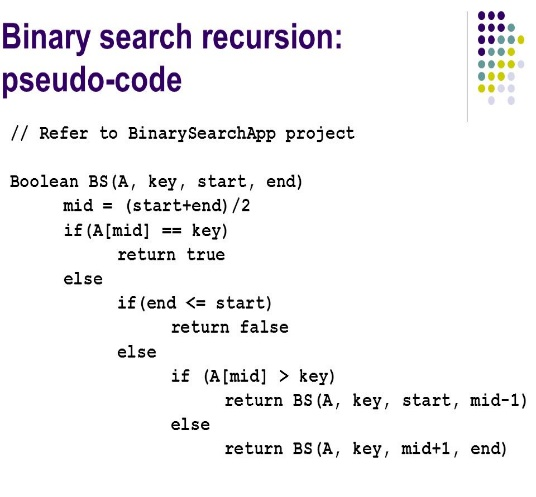 Binary search recursion:
pseudo-code
// Refer to BinarySearchApp project
Boolean BS(A, key, start, end)
mid = (start+end)/2
if(A[mid] == key)
return true
else
if(end <= start)
return false
else
if (A[mid] > key)
return BS(A, key, start, mid-1)
else
return BS(A, key, mid+1, end)